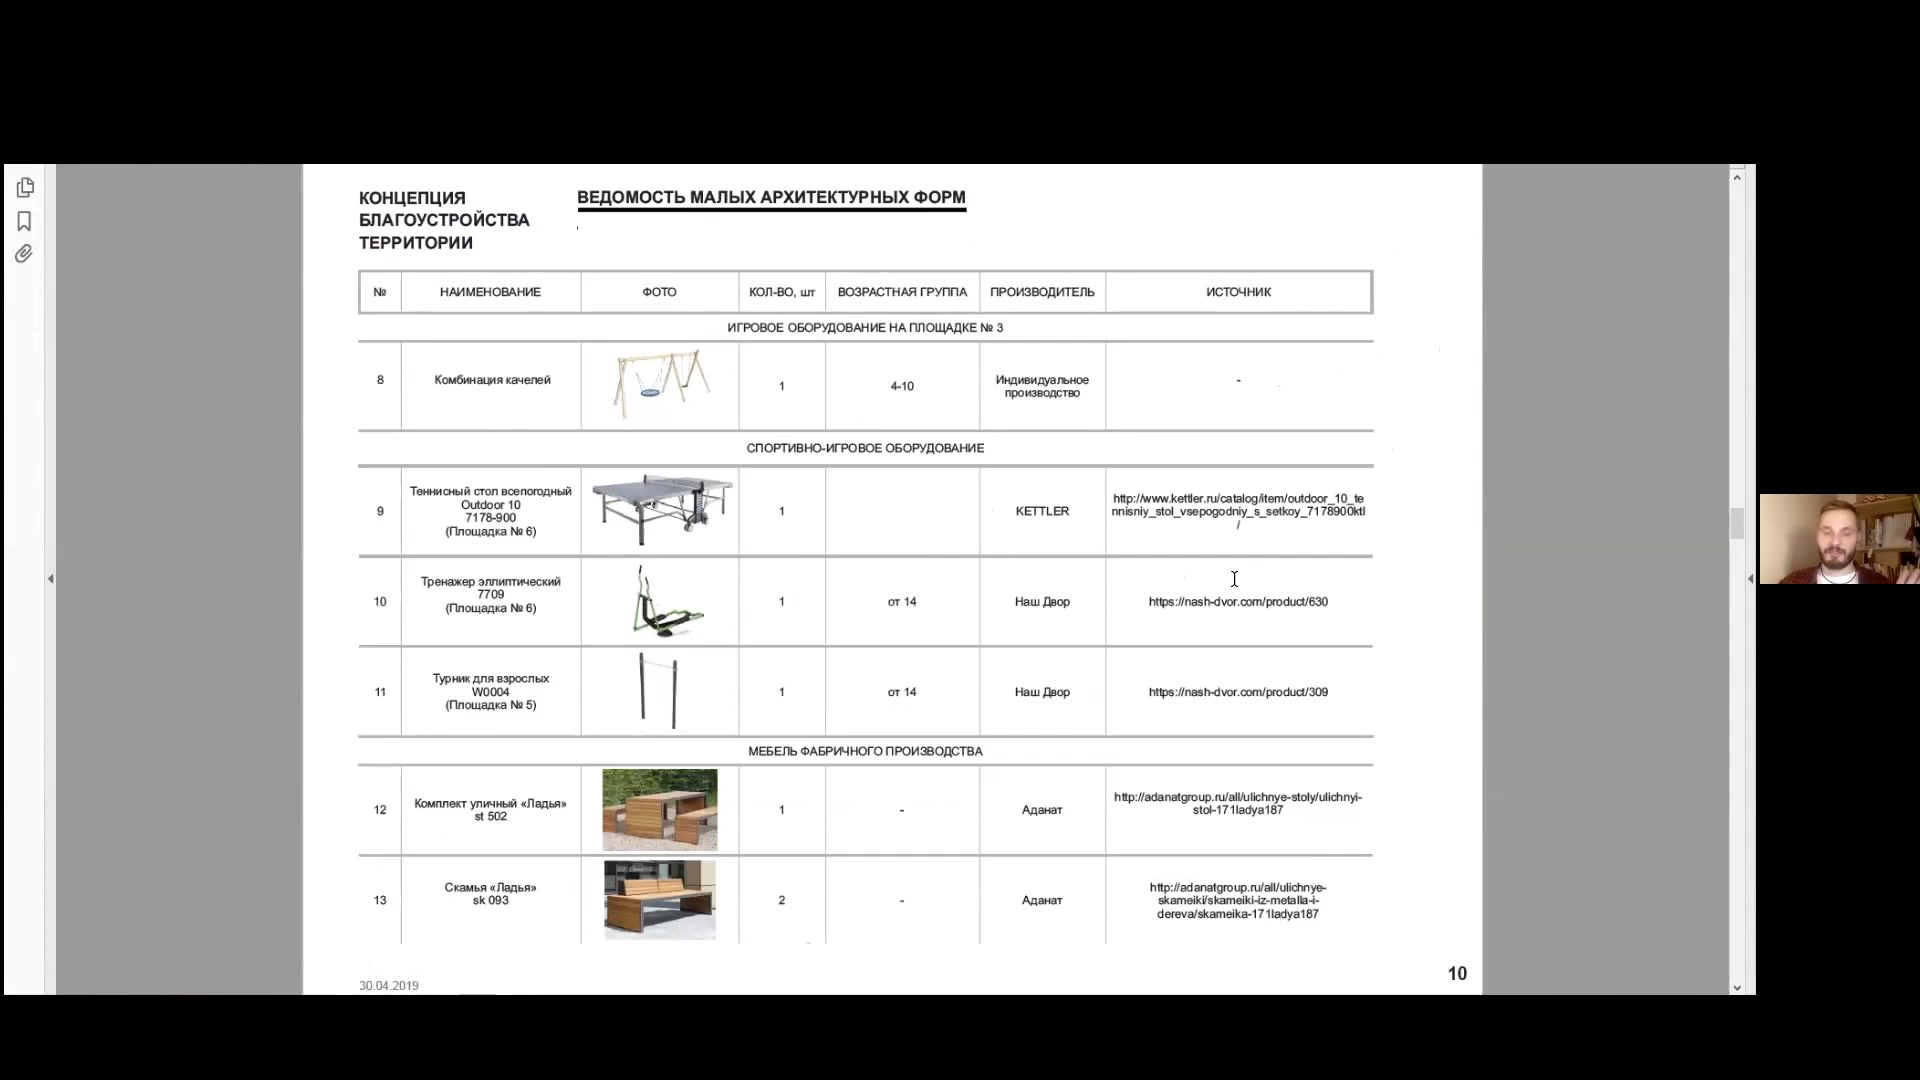 КОНЦЕПЦИЯ
БЛАГОУСТРОЙСТВА
ТЕРРИТОРИИ
ВЕДОМОСТЬ МАЛЫХ АРХИТЕКТУРНЫХ ФОРМ
№ НАИМЕНОВАНИЕ ФОТО КОЛ-ВО, шт ВОЗРАСТНАЯ ГРУППА ПРОИЗВОДИТЕЛЬ ИСТОЧНИК
ИГРОВОЕ ОБОРУДОВАНИЕ НА ПЛОЩАДКЕ № 3
8
Комбинация качелей
1
4-10
Индивидуальное
производство
-
СПОРТИВНО-ИГРОВОЕ ОБОРУДОВАНИЕ
9
Теннисный стол всепогодный
Outdoor 10
7178-900
(Площадка № 6)
1
KETTLER
http://www.kettler.ru/catalog/item/outdoor_10_te
nnisniy_stol_vsepogodniy_s_setkoy_7178900ktl
/
10
Тренажер эллиптический
7709
(Площадка № 6)
1
от 14
Наш Двор
https://nash-dvor.com/product/630
11
Турник для взрослых
W0004
(Площадка № 5)
1
от 14
Наш Двор
https://nash-dvor.com/product/309
МЕБЕЛЬ ФАБРИЧНОГО ПРОИЗВОДСТВА
12
Комплект уличный «Ладья»
st 502
1
-
Аданат
http://adanatgroup.ru/all/ulichnye-stoly/ulichnyi-
stol-171ladya187
13
Скамья «Ладья»
sk 093
2
-
Аданат
http://adanatgroup.ru/all/ulichnye-
skameiki/skameiki-iz-metalla-i-
dereva/skameika-171ladya187
30.04.2019
10